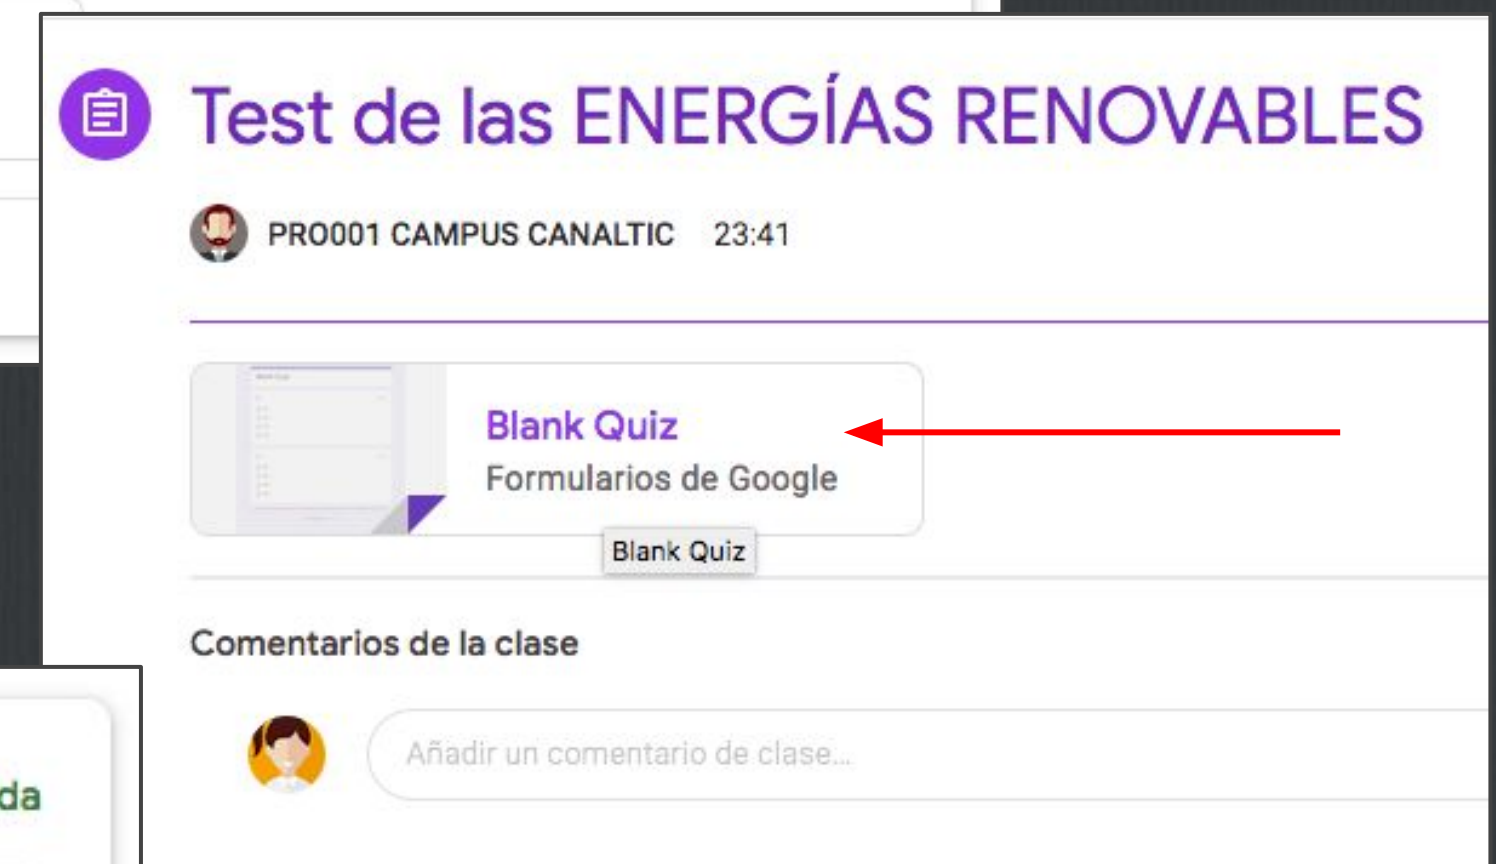 Test de las ENERGÍAS RENOVABLES
PRO001 CAMPUS CANALTIC 23:41
Blank Quiz
Formularios de Google
Blank Quiz
Comentarios de la clase
Añadir un comentario de clase...
da